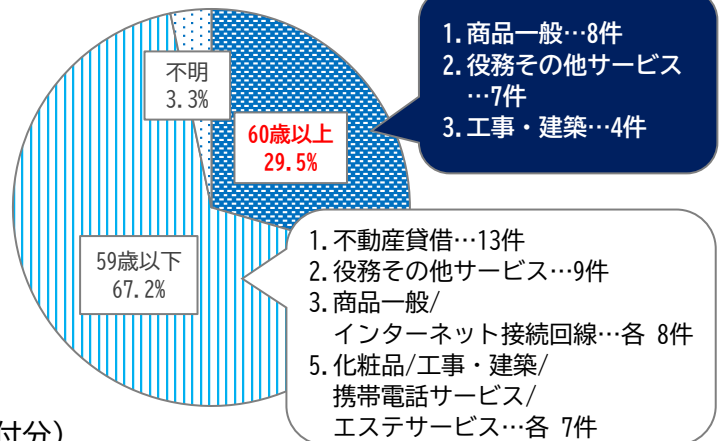 不明
3.3%
60歳以上
29.5%
59歳以下
67.2%
1.商品一般…8件
2.役務その他サービス
…7件
3.工事・建築…4件
1.不動産貸借…13件
2.役務その他サービス…9件
3.商品一般/
インターネット接続回線…各 8件
5.化粧品/工事・建築/
携帯電話サービス/
エステサービス…各 7件
付分）